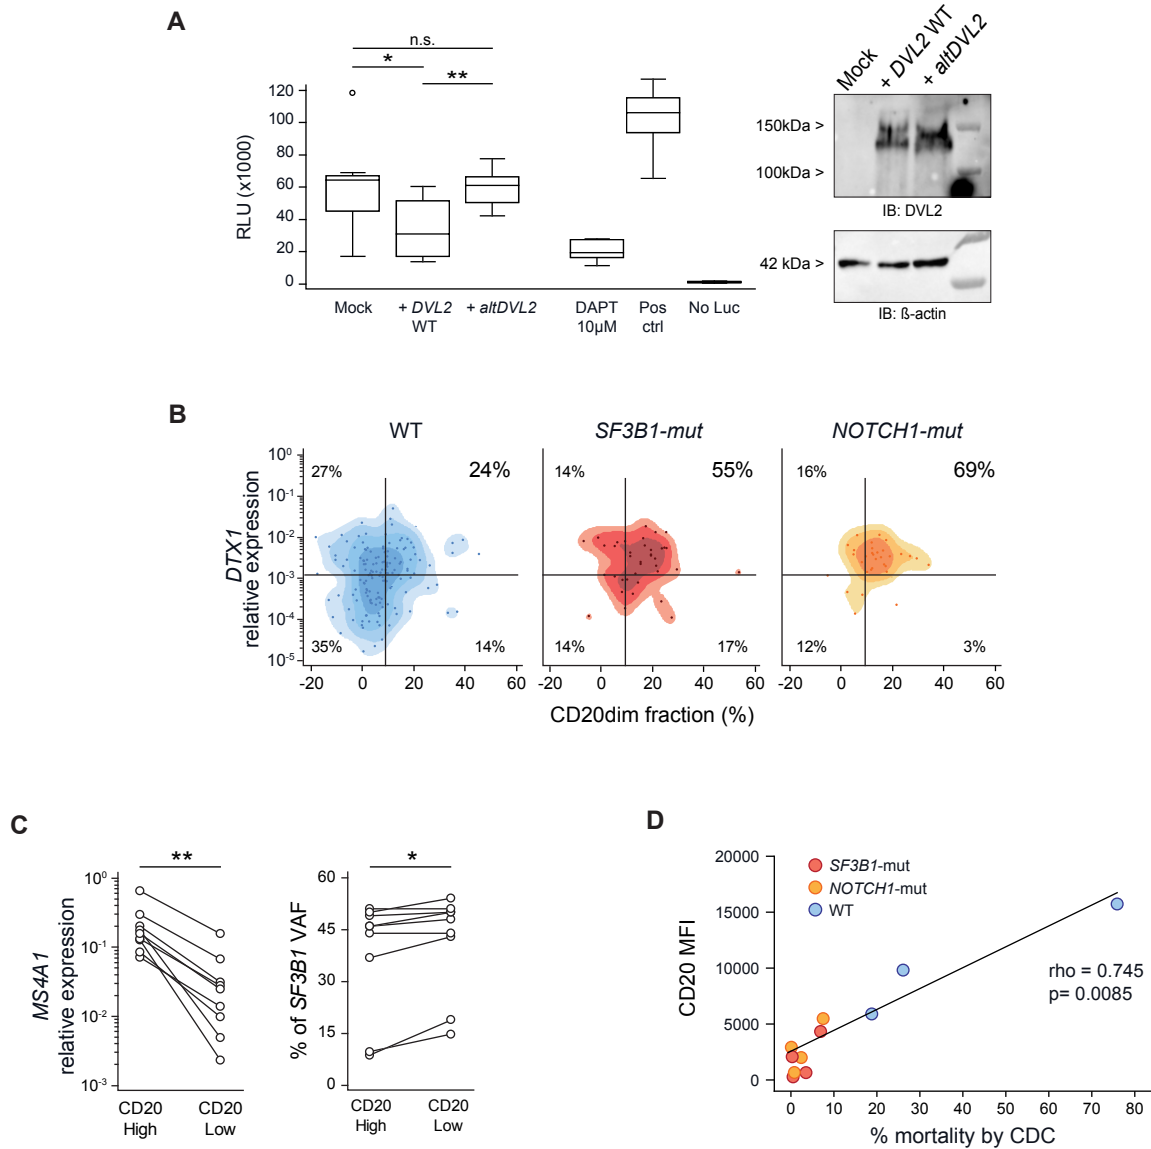 A
n.s.
*
**
RLU (x1000)
120
100
80
60
40
20
0
Mock
+ DVL2
WT
+ altDVL2
DAPT
10µM
Pos
ctrl
No Luc
Mock
+ DVL2 WT
+ altDVL2
150kDa >
100kDa >
IB: DVL2
42 kDa >
IB: ß-actin
B
WT
SF3B1-mut
NOTCH1-mut
DTX1
relative expression
10⁰
10⁻¹
10⁻²
10⁻³
10⁻⁴
10⁻⁵
27%
24%
35%
14%
14%
55%
14%
17%
16%
69%
12%
3%
-20 0 20 40 60
-20 0 20 40 60
-20 0 20 40 60
CD20dim fraction (%)
C
**
MS4A1
relative expression
10⁰
10⁻¹
10⁻²
10⁻³
CD20
High
CD20
Low
*
% of SF3B1 VAF
60
45
30
15
0
CD20
High
CD20
Low
D
CD20 MFI
20000
15000
10000
5000
0
SF3B1-mut
NOTCH1-mut
WT
rho = 0.745
p= 0.0085
0 10 20 30 40 50 60 70 80
% mortality by CDC